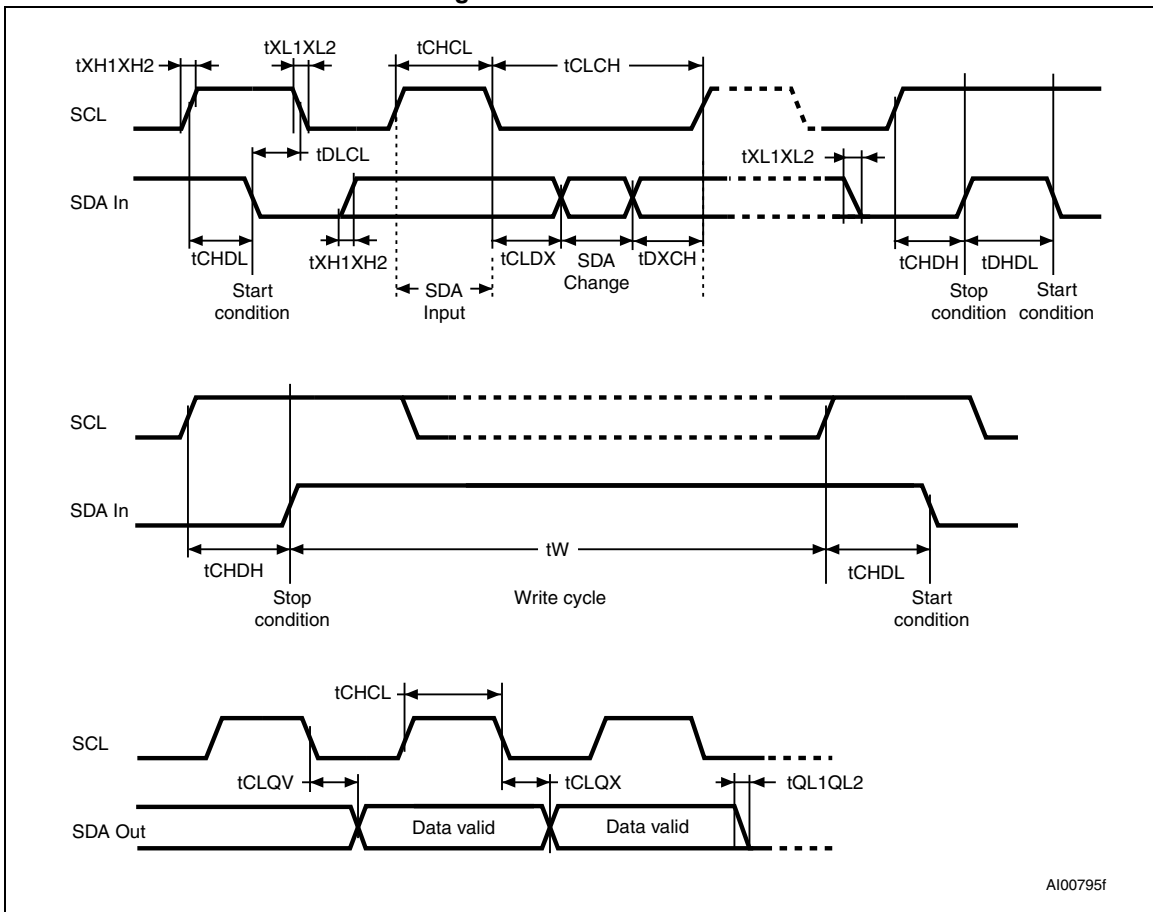 tXH1XH2
tXL1XL2
tCHCL
tCLCH
SCL
tDLCL
tXL1XL2
SDA In
tCHDL
tXH1XH2
tCLDX
SDA
Change
tDXCH
tCHDH
tDHDL
Start
condition
SDA
Input
Stop
condition
Start
condition
SCL
SDA In
tCHDH
tW
tCHDL
Stop
condition
Write cycle
Start
condition
tCHCL
SCL
tCLQV
tCLQX
tQL1QL2
SDA Out
Data valid
Data valid
AI00795f